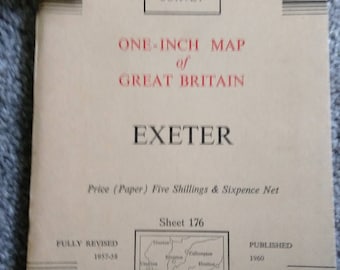 ONE-INCH MAP
of
GREAT BRITAIN
EXETER
Price (Paper) Five Shillings & Sixpence Net
Sheet 176
FULLY REVISED
1957-58
PUBLISHED
1960
Tiverton